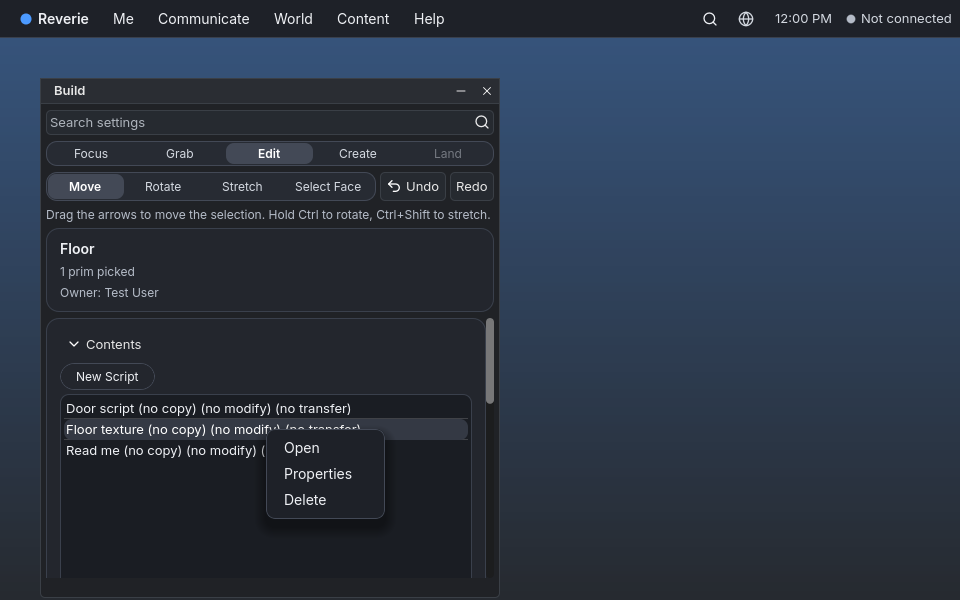 Reverie Me Communicate World Content Help 12:00 PM Not connected
Build
Search settings
Focus Grab Edit Create Land
Move Rotate Stretch Select Face Undo Redo
Drag the arrows to move the selection. Hold Ctrl to rotate, Ctrl+Shift to stretch.
Floor
1 prim picked
Owner: Test User
Contents
New Script
Door script (no copy) (no modify) (no transfer)
Floor texture (no copy) (no modify) (no transfer)
Read me (no copy) (no modify) (
Open
Properties
Delete